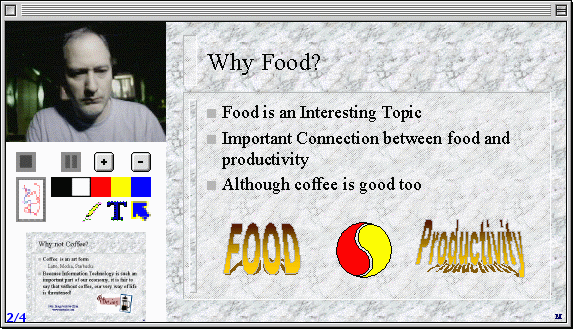 Why Food?
Food is an Interesting Topic
Important Connection between food and
productivity
Although coffee is good too
FOOD
Productivity
+
-
T
Why not Coffee?
Coffee is an art form
Latte, Mocha, Starbucks
Because Information Technology is such an
important part of our economy, it is fair to
say that without coffee, our very way of life
is threatened!
2/4
M